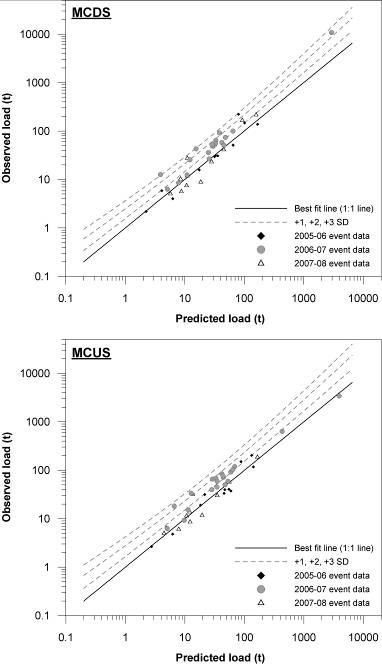 MCDS
10000
1000
100
10
1
0.1
Observed load (t)
Best fit line (1:1 line)
+1, +2, +3 SD
2005-06 event data
2006-07 event data
2007-08 event data
0.1 1 10 100 1000 10000
Predicted load (t)
MCUS
10000
1000
100
10
1
0.1
Observed load (t)
Best fit line (1:1 line)
+1, +2, +3 SD
2005-06 event data
2006-07 event data
2007-08 event data
0.1 1 10 100 1000 10000
Predicted load (t)